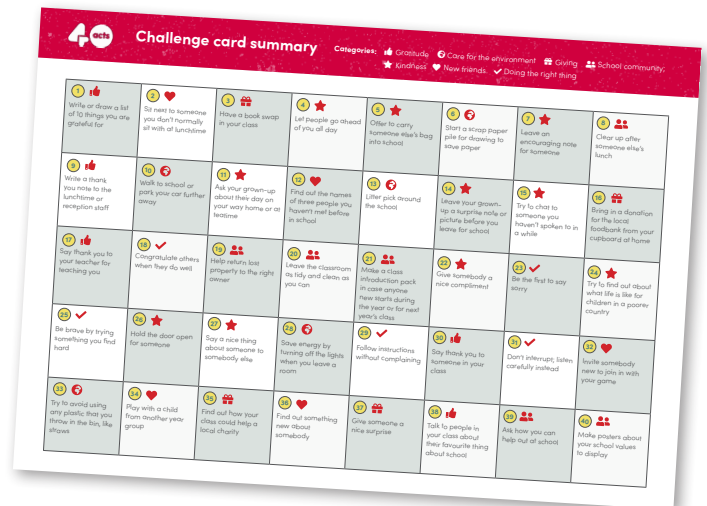 4 acts
Challenge card summary
Categories: Gratitude Care for the environment Giving School community,
Kindness New friends Doing the right thing
1
Write or draw a list
of 10 things you are
grateful for
2
Sit next to someone
you don't normally
sit with at lunchtime
3
Have a book swap
in your class
4
Let people go ahead
of you all day
5
Offer to carry
someone else's bag
into school
6
Start a scrap paper
pile for drawing to
save paper
7
Leave an
encouraging note
for someone
8
Clear up after
someone else's
lunch
9
Write a thank
you note to the
lunchtime or
reception staff
10
Walk to school or
park your car further
away
11
Ask your grown-up
about their day on
your way home or at
teatime
12
Find out the names
of three people you
haven't met before
in school
13
Litter pick around
the school
14
Leave your grown-
up a surprise note or
picture before you
leave for school
15
Try to chat to
someone you
haven't spoken to in
a while
16
Bring in a donation
for the local
foodbank from your
cupboard at home
17
Say thank you to
your teacher for
teaching you
18
Congratulate others
when they do well
19
Help return lost
property to the right
owner
20
Leave the classroom
as tidy and clean as
you can
21
Make a class
introduction pack
in case anyone
new starts during
the year or for next
year's class
22
Give somebody a
nice compliment
23
Be the first to say
sorry
24
Try to find out about
what life is like for
children in a poorer
country
25
Be brave by trying
something you find
hard
26
Hold the door open
for someone
27
Say a nice thing
about someone to
somebody else
28
Save energy by
turning off the lights
when you leave a
room
29
Follow instructions
without complaining
30
Say thank you to
someone in your
class
31
Don't interrupt, listen
carefully instead
32
Invite somebody
new to join in with
your game
33
Try to avoid using
any plastic that you
throw in the bin, like
straws
34
Play with a child
from another year
group
35
Find out how your
class could help a
local charity
36
Find out something
new about
somebody
37
Give someone a
nice surprise
38
Talk to people in
your class about
their favourite thing
about school
39
Ask how you can
help out at school
40
Make posters about
your school values
to display